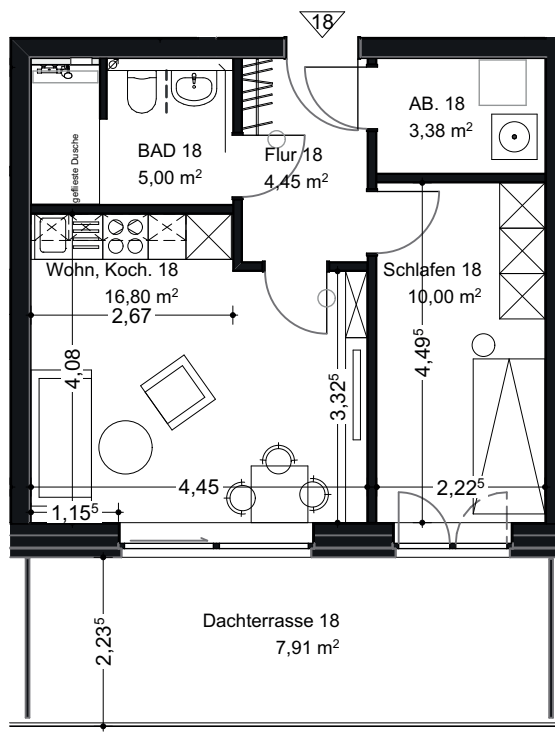 18
AB. 18
3,38 m²
BAD 18
5,00 m²
Flur 18
4,45 m²
geflieste Dusche
Wohn, Koch. 18
16,80 m²
2,67
Schlafen 18
10,00 m²
4,08
3,32⁵
4,49⁵
4,45
2,22⁵
1,15⁵
Dachterrasse 18
7,91 m²
2,23⁵